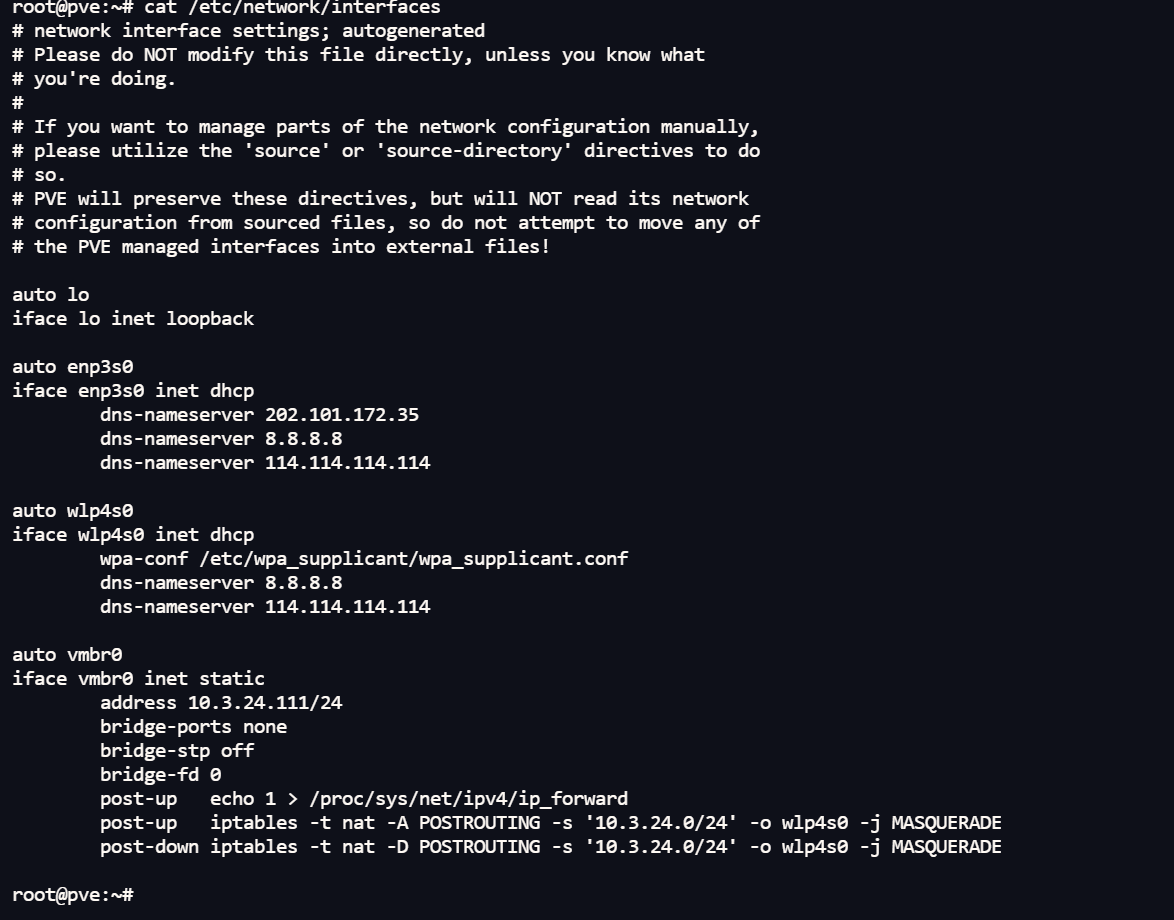 root@pve:~# cat /etc/network/interfaces
# network interface settings; autogenerated
# Please do NOT modify this file directly, unless you know what
# you're doing.
#
# If you want to manage parts of the network configuration manually,
# please utilize the 'source' or 'source-directory' directives to do
# so.
# PVE will preserve these directives, but will NOT read its network
# configuration from sourced files, so do not attempt to move any of
# the PVE managed interfaces into external files!

auto lo
iface lo inet loopback

auto enp3s0
iface enp3s0 inet dhcp
        dns-nameserver 202.101.172.35
        dns-nameserver 8.8.8.8
        dns-nameserver 114.114.114.114

auto wlp4s0
iface wlp4s0 inet dhcp
        wpa-conf /etc/wpa_supplicant/wpa_supplicant.conf
        dns-nameserver 8.8.8.8
        dns-nameserver 114.114.114.114

auto vmbr0
iface vmbr0 inet static
        address 10.3.24.111/24
        bridge-ports none
        bridge-stp off
        bridge-fd 0
        post-up   echo 1 > /proc/sys/net/ipv4/ip_forward
        post-up   iptables -t nat -A POSTROUTING -s '10.3.24.0/24' -o wlp4s0 -j MASQUERADE
        post-down iptables -t nat -D POSTROUTING -s '10.3.24.0/24' -o wlp4s0 -j MASQUERADE

root@pve:~#